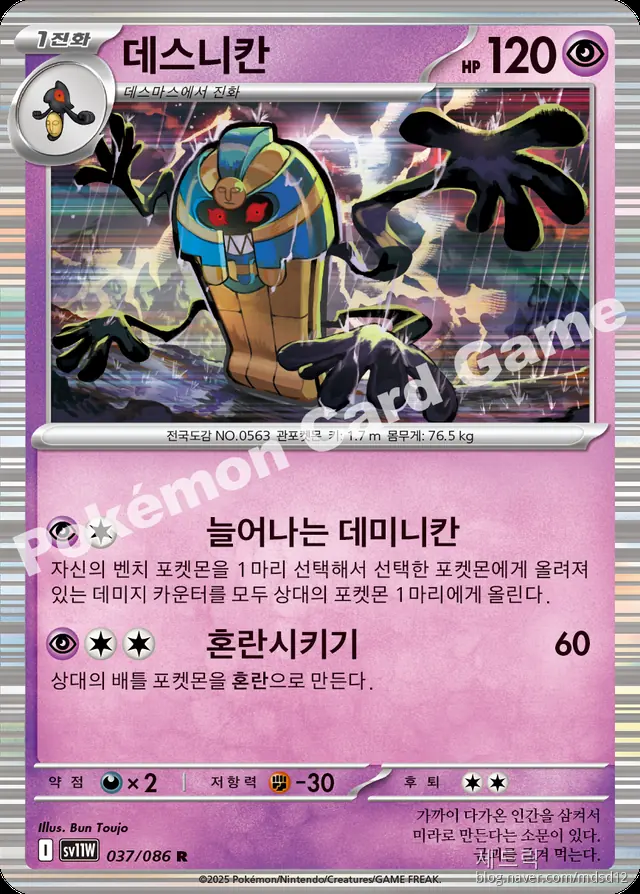 1진화
데스니칸
HP 120
데스마스에서 진화
전국도감 NO.0563 관포켓몬 키: 1.7 m 몸무게: 76.5 kg
Pokémon Card Game
늘어나는 데미니칸
자신의 벤치 포켓몬을 1마리 선택해서 선택한 포켓몬에게 올려져
있는 데미지 카운터를 모두 상대의 포켓몬 1마리에게 올린다.
혼란시키기 60
상대의 배틀 포켓몬을 혼란으로 만든다.
약점 ×2 저항력 -30 후퇴
Illus. Bun Toujo
가까이 다가온 인간을 삼켜서
미라로 만든다는 소문이 있다.
즐겨 먹는다.
I sv11W 037/086 R
blog.naver.com/mdsd12
©2025 Pokémon/Nintendo/Creatures/GAME FREAK.